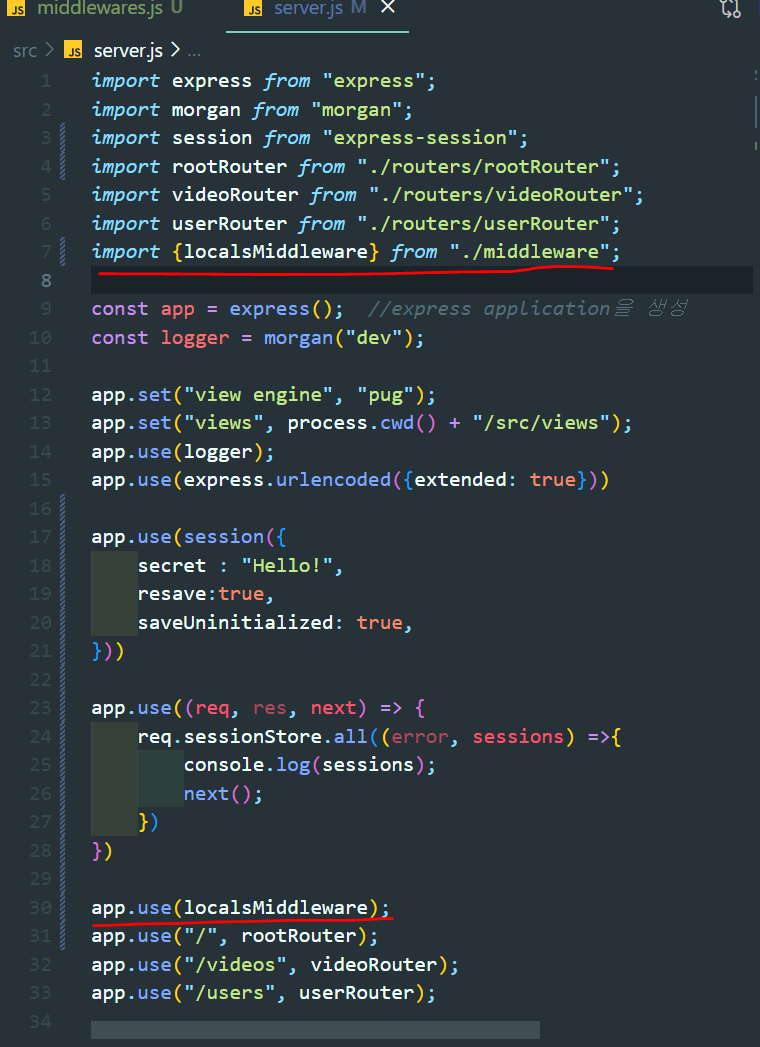 JS middlewares.js U
JS server.js M
src > JS server.js > ...
1 import express from "express";
2 import morgan from "morgan";
3 import session from "express-session";
4 import rootRouter from "./routers/rootRouter";
5 import videoRouter from "./routers/videoRouter";
6 import userRouter from "./routers/userRouter";
7 import {localsMiddleware} from "./middleware";
8
9 const app = express();  //express application을 생성
10 const logger = morgan("dev");
11
12 app.set("view engine", "pug");
13 app.set("views", process.cwd() + "/src/views");
14 app.use(logger);
15 app.use(express.urlencoded({extended: true}))
16
17 app.use(session({
18     secret : "Hello!",
19     resave:true,
20     saveUninitialized: true,
21 }))
22
23 app.use((req, res, next) => {
24     req.sessionStore.all((error, sessions) =>{
25         console.log(sessions);
26         next();
27     })
28 })
29
30 app.use(localsMiddleware);
31 app.use("/", rootRouter);
32 app.use("/videos", videoRouter);
33 app.use("/users", userRouter);
34